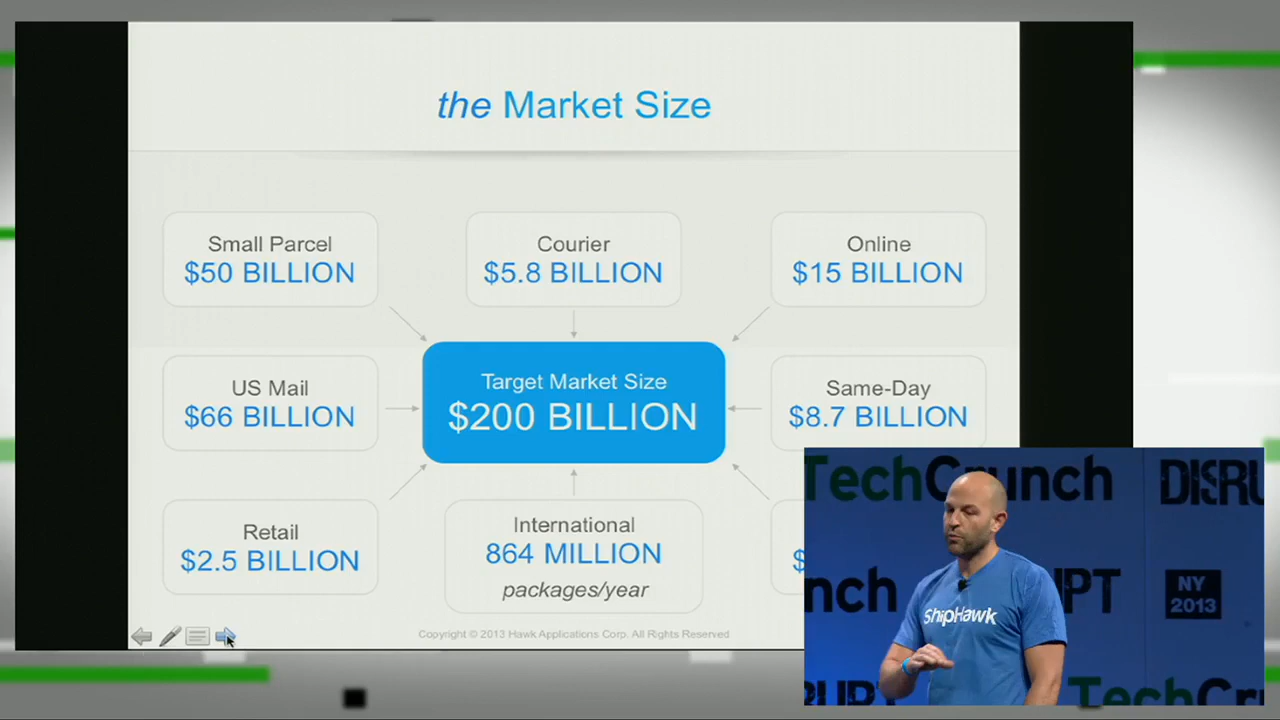 the Market Size
Small Parcel
$50 BILLION
Courier
$5.8 BILLION
Online
$15 BILLION
US Mail
$66 BILLION
Target Market Size
$200 BILLION
Same-Day
$8.7 BILLION
Retail
$2.5 BILLION
International
864 MILLION
packages/year
$
Copyright © 2013 Hawk Applications Corp. All Rights Reserved
TechCrunch
DISRU
ShipHawk
NY
2013
TechCr